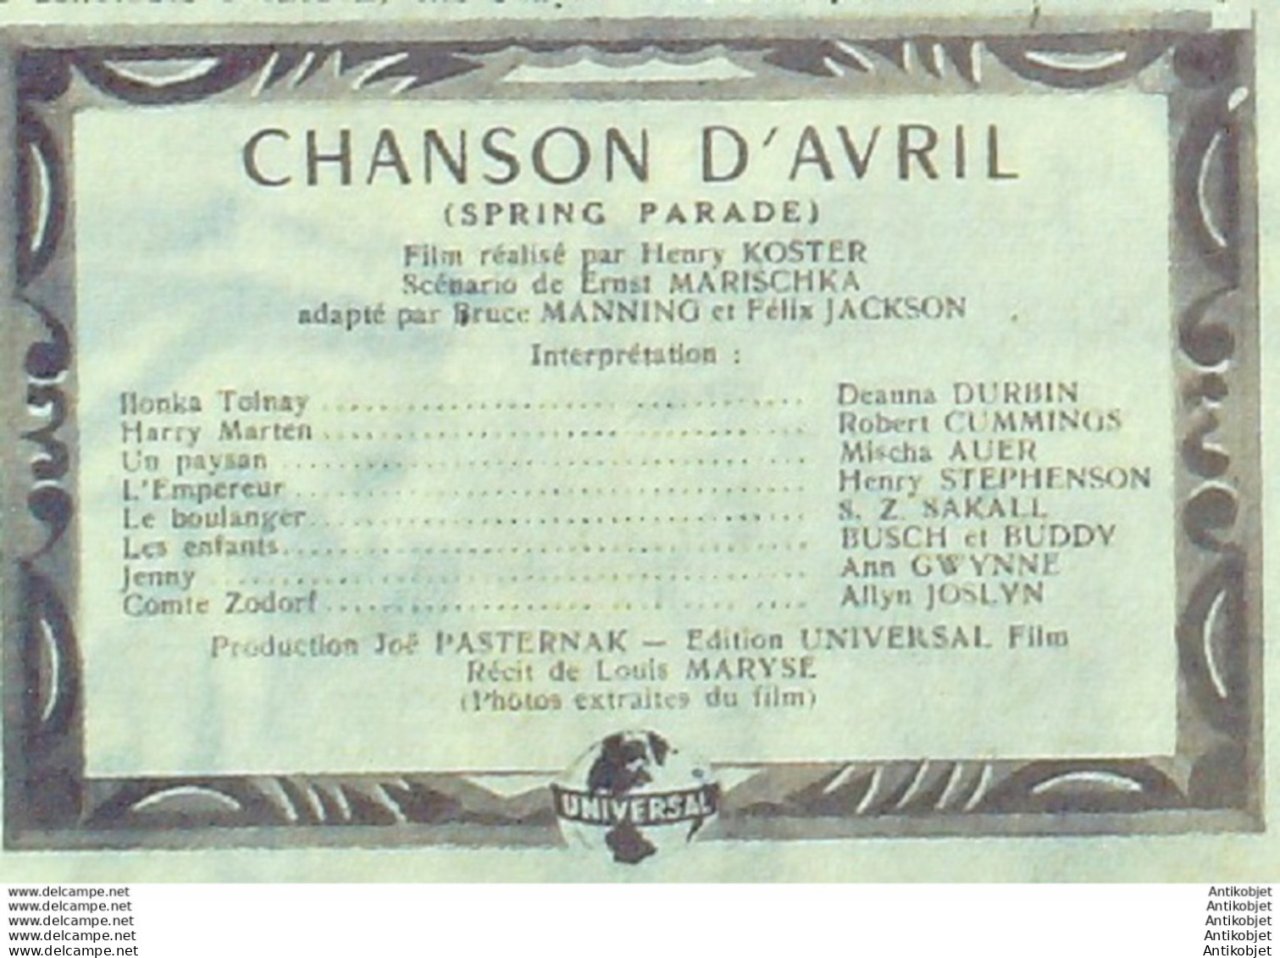 CHANSON D'AVRIL
(SPRING PARADE)
Film réalisé par Henry KOSTER
Scénario de Ernst MARISCHKA
adapté par Bruce MANNING et Félix JACKSON
Interprétation :
Ilonka Tolnay .................... Deanna DURBIN
Harry Marten .................... Robert CUMMINGS
Un paysan .................... Mischa AUER
L'Empereur .................... Henry STEPHENSON
Le boulanger .................... S. Z. SAKALL
Les enfants .................... BUSCH et BUDDY
Jenny .................... Ann GWYNNE
Comte Zodorf .................... Allyn JOSLYN
Production Joë PASTERNAK — Edition UNIVERSAL Film
Récit de Louis MARYSE
(Photos extraites du film)
UNIVERSAL
www.delcampe.net Antikobjet
www.delcampe.net Antikobjet
www.delcampe.net Antikobjet
www.delcampe.net Antikobjet
www.delcampe.net Antikobjet